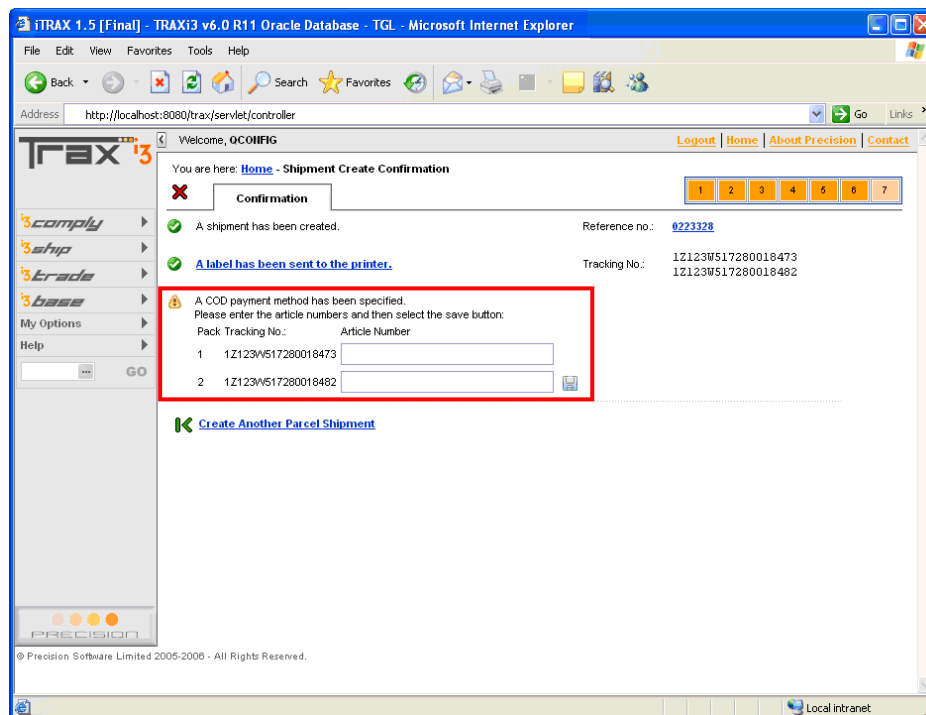 iTRAX 1.5 [Final] - TRAXi3 v6.0 R11 Oracle Database - TGL - Microsoft Internet Explorer
File Edit View Favorites Tools Help
Back Search Favorites
Address http://localhost:8080/trax/servlet/controller Go Links
Trax i3
Welcome, QCONFIG Logout | Home | About Precision | Contact
You are here: Home - Shipment Create Confirmation
Confirmation 1 2 3 4 5 6 7
i3comply
i3ship
i3trade
i3base
My Options
Help
... GO
A shipment has been created. Reference no.: 0223328
A label has been sent to the printer. Tracking No.: 1Z123W517280018473
1Z123W517280018482
A COD payment method has been specified.
Please enter the article numbers and then select the save button:
Pack Tracking No.: Article Number
1 1Z123W517280018473
2 1Z123W517280018482
Create Another Parcel Shipment
PRECISION
© Precision Software Limited 2005-2006 - All Rights Reserved.
Local intranet